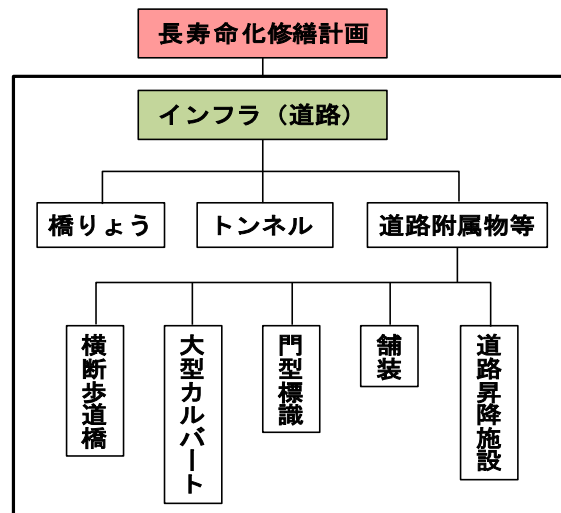 長寿命化修繕計画
インフラ（道路）
橋りょう
トンネル
道路附属物等
横断歩道橋
大型カルバート
門型標識
舗装
道路昇降施設